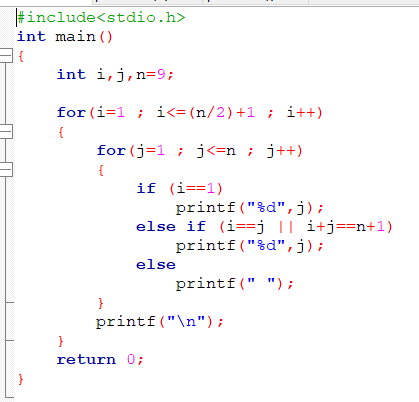 #include<stdio.h>
int main()
{
    int i,j,n=9;

    for(i=1 ; i<=(n/2)+1 ; i++)
    {
        for(j=1 ; j<=n ; j++)
        {
            if (i==1)
                printf("%d",j);
            else if (i==j || i+j==n+1)
                printf("%d",j);
            else
                printf(" ");
        }
        printf("\n");
    }
    return 0;
}